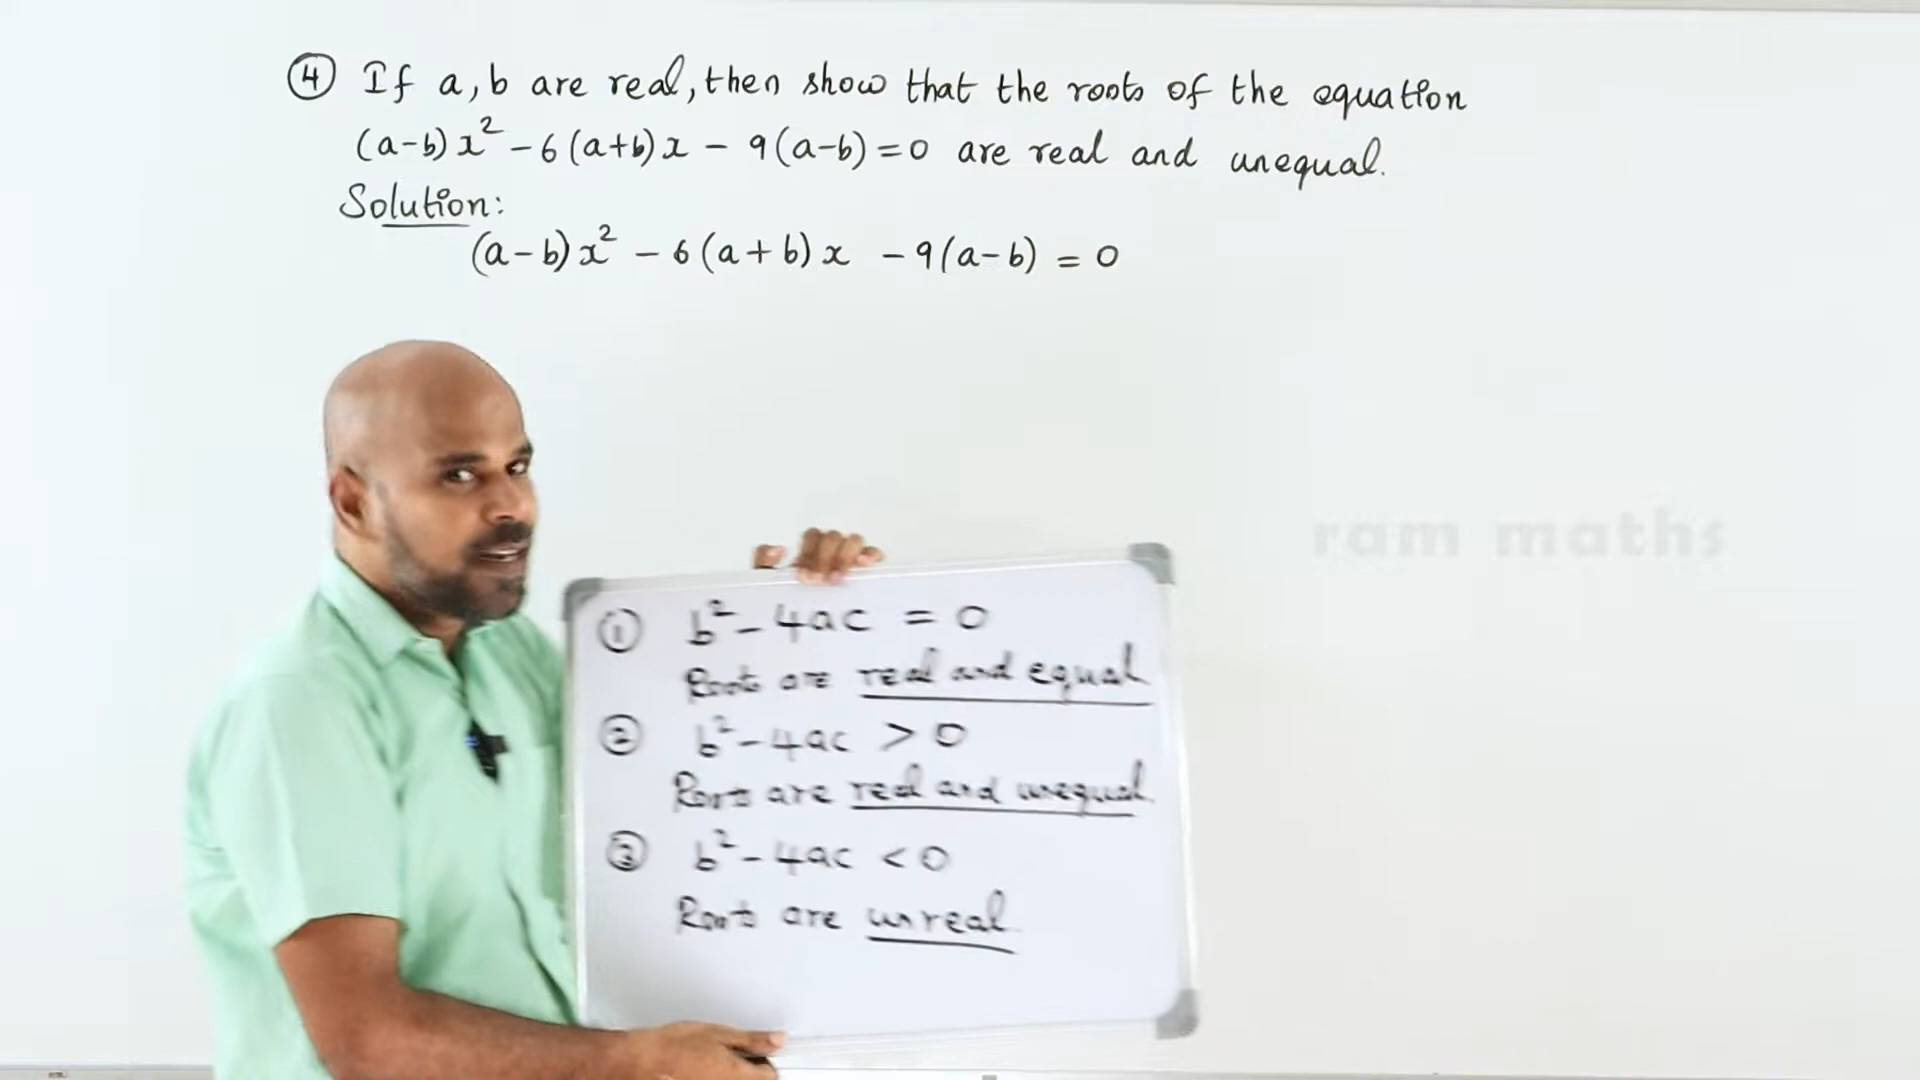 ④ If a, b are real, then show that the roots of the equation
(a-b)x² - 6(a+b)x - 9(a-b) = 0 are real and unequal.
Solution:
(a-b)x² - 6(a+b)x - 9(a-b) = 0
ram maths
① b² - 4ac = 0
Roots are real and equal
② b² - 4ac > 0
Roots are real and unequal.
③ b² - 4ac < 0
Roots are unreal.